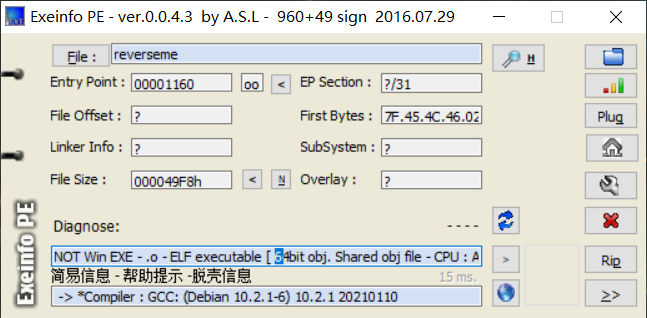 Exeinfo PE - ver.0.0.4.3 by A.S.L - 960+49 sign 2016.07.29
File : reverseme H
Entry Point : 00001160 oo < EP Section : ?/31
File Offset : ? First Bytes : 7F.45.4C.46.02 Plug
Linker Info : ? SubSystem : ?
File Size : 000049F8h < N Overlay : ?
Diagnose: - - - -
NOT Win EXE - .o - ELF executable [ 64bit obj. Shared obj file - CPU : A > Rip
简易信息 - 帮助提示 -脱壳信息 15 ms.
-> *Compiler : GCC: (Debian 10.2.1-6) 10.2.1 20210110 >>
Exeinfo PE